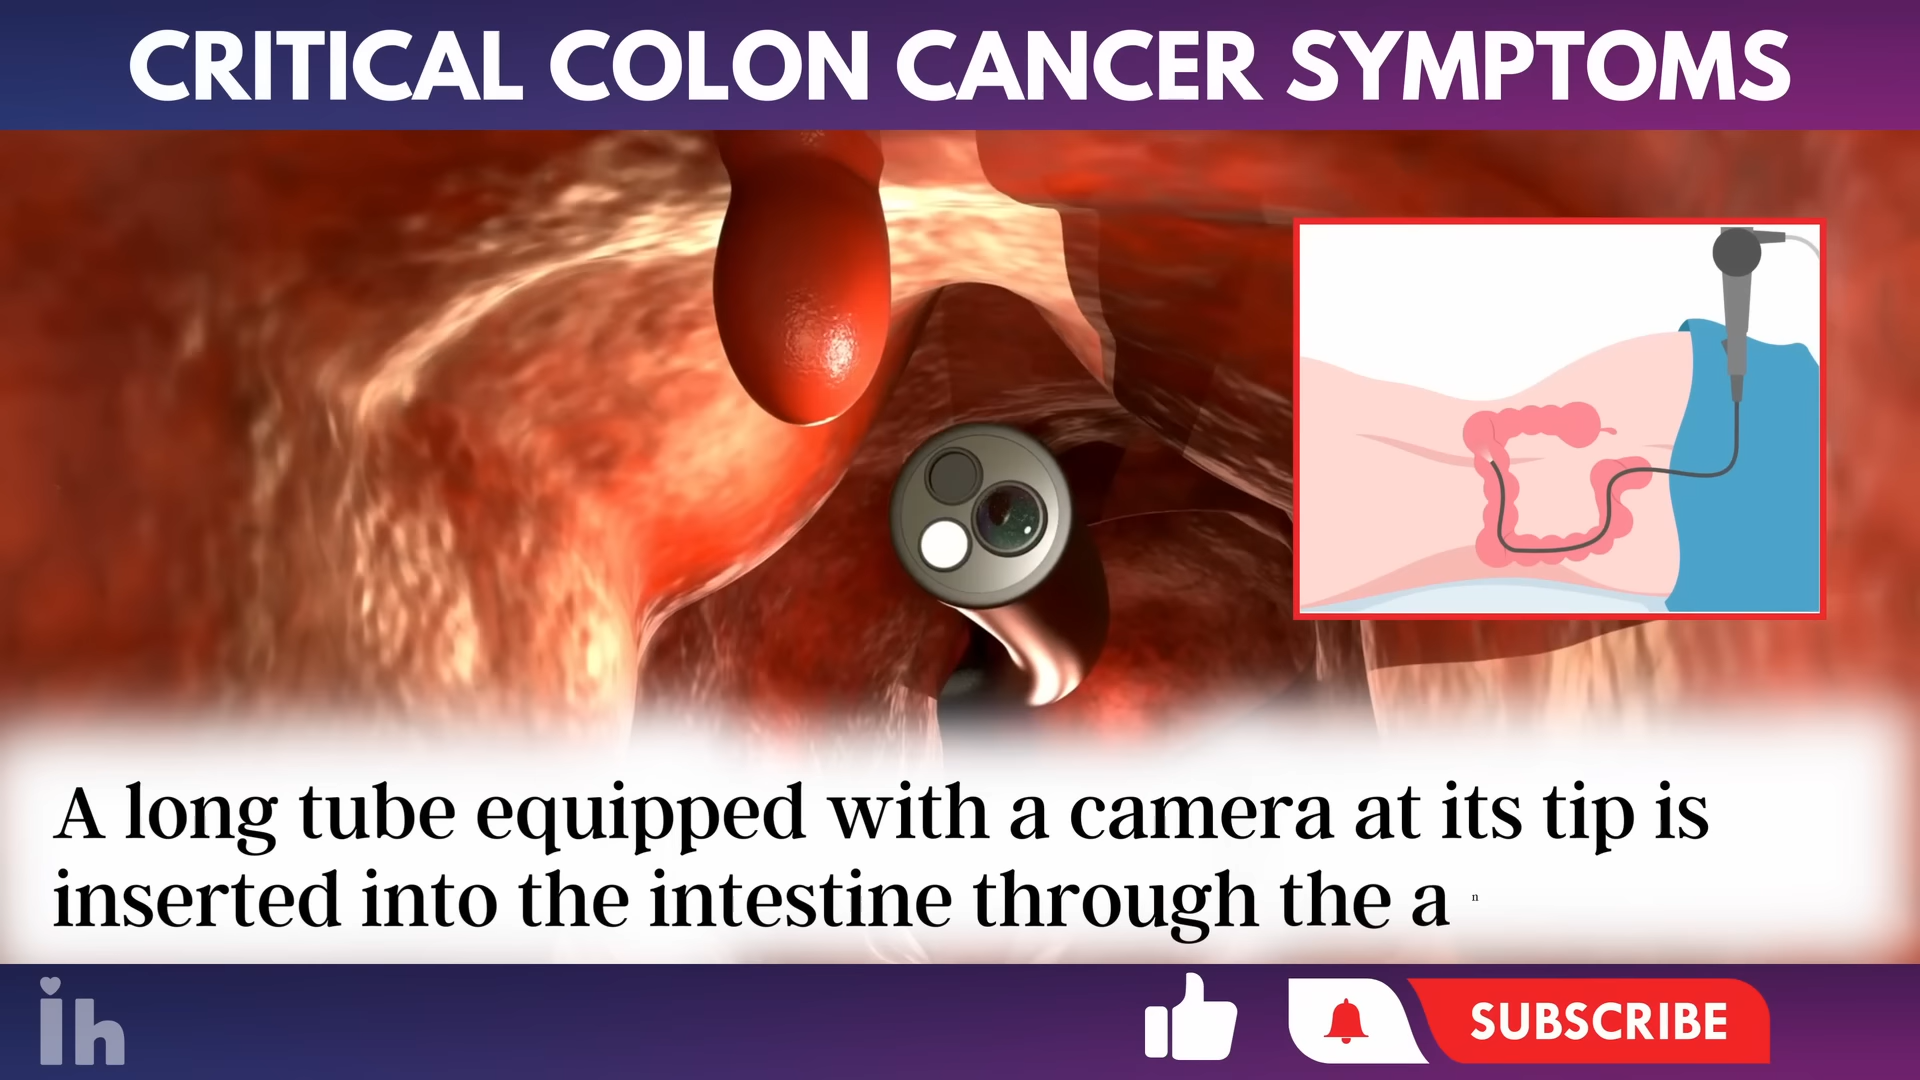 CRITICAL COLON CANCER SYMPTOMS
A long tube equipped with a camera at its tip is
inserted into the intestine through the a n
ih
SUBSCRIBE